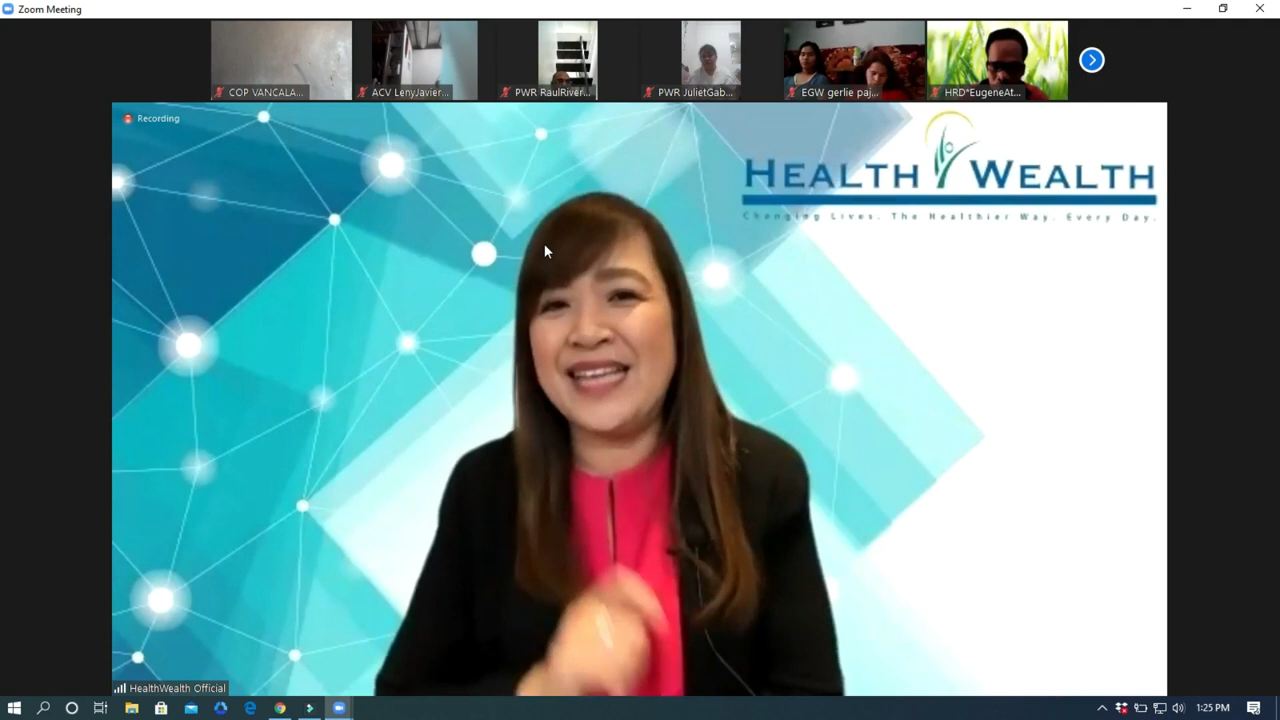 Zoom Meeting
COP VANCALA...
ACV LenyJavier...
PWR RaulRiver...
PWR JulietGab...
EGW gerlie paj...
HRD*EugeneAt...
Recording
HEALTH WEALTH
Changing Lives. The Healthier Way. Every Day.
HealthWealth Official
1:25 PM